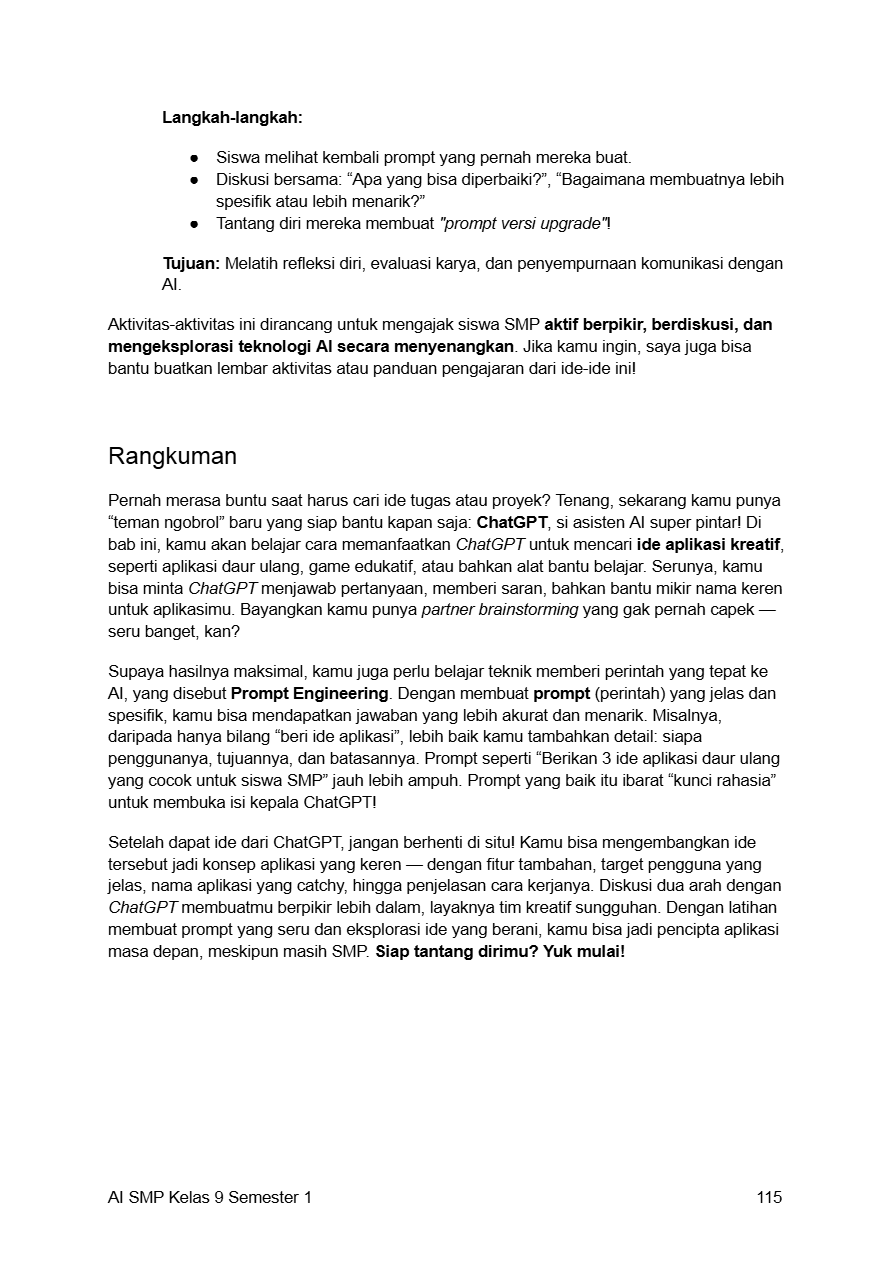 Langkah-langkah:
● Siswa melihat kembali prompt yang pernah mereka buat.
● Diskusi bersama: “Apa yang bisa diperbaiki?”, “Bagaimana membuatnya lebih
spesifik atau lebih menarik?”
● Tantang diri mereka membuat "prompt versi upgrade"!
Tujuan: Melatih refleksi diri, evaluasi karya, dan penyempurnaan komunikasi dengan
AI.
Aktivitas-aktivitas ini dirancang untuk mengajak siswa SMP aktif berpikir, berdiskusi, dan
mengeksplorasi teknologi AI secara menyenangkan. Jika kamu ingin, saya juga bisa
bantu buatkan lembar aktivitas atau panduan pengajaran dari ide-ide ini!
Rangkuman
Pernah merasa buntu saat harus cari ide tugas atau proyek? Tenang, sekarang kamu punya
“teman ngobrol” baru yang siap bantu kapan saja: ChatGPT, si asisten AI super pintar! Di
bab ini, kamu akan belajar cara memanfaatkan ChatGPT untuk mencari ide aplikasi kreatif,
seperti aplikasi daur ulang, game edukatif, atau bahkan alat bantu belajar. Serunya, kamu
bisa minta ChatGPT menjawab pertanyaan, memberi saran, bahkan bantu mikir nama keren
untuk aplikasimu. Bayangkan kamu punya partner brainstorming yang gak pernah capek —
seru banget, kan?
Supaya hasilnya maksimal, kamu juga perlu belajar teknik memberi perintah yang tepat ke
AI, yang disebut Prompt Engineering. Dengan membuat prompt (perintah) yang jelas dan
spesifik, kamu bisa mendapatkan jawaban yang lebih akurat dan menarik. Misalnya,
daripada hanya bilang “beri ide aplikasi”, lebih baik kamu tambahkan detail: siapa
penggunanya, tujuannya, dan batasannya. Prompt seperti “Berikan 3 ide aplikasi daur ulang
yang cocok untuk siswa SMP” jauh lebih ampuh. Prompt yang baik itu ibarat “kunci rahasia”
untuk membuka isi kepala ChatGPT!
Setelah dapat ide dari ChatGPT, jangan berhenti di situ! Kamu bisa mengembangkan ide
tersebut jadi konsep aplikasi yang keren — dengan fitur tambahan, target pengguna yang
jelas, nama aplikasi yang catchy, hingga penjelasan cara kerjanya. Diskusi dua arah dengan
ChatGPT membuatmu berpikir lebih dalam, layaknya tim kreatif sungguhan. Dengan latihan
membuat prompt yang seru dan eksplorasi ide yang berani, kamu bisa jadi pencipta aplikasi
masa depan, meskipun masih SMP. Siap tantang dirimu? Yuk mulai!
AI SMP Kelas 9 Semester 1 115